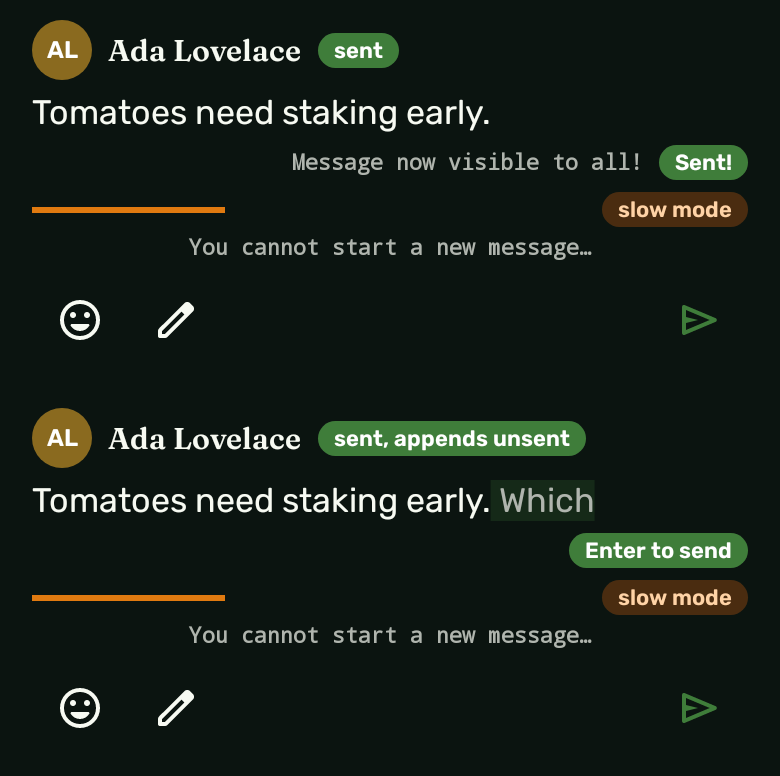 AL Ada Lovelace sent
Tomatoes need staking early.
Message now visible to all! Sent!
slow mode
You cannot start a new message…
AL Ada Lovelace sent, appends unsent
Tomatoes need staking early. Which
Enter to send
slow mode
You cannot start a new message…